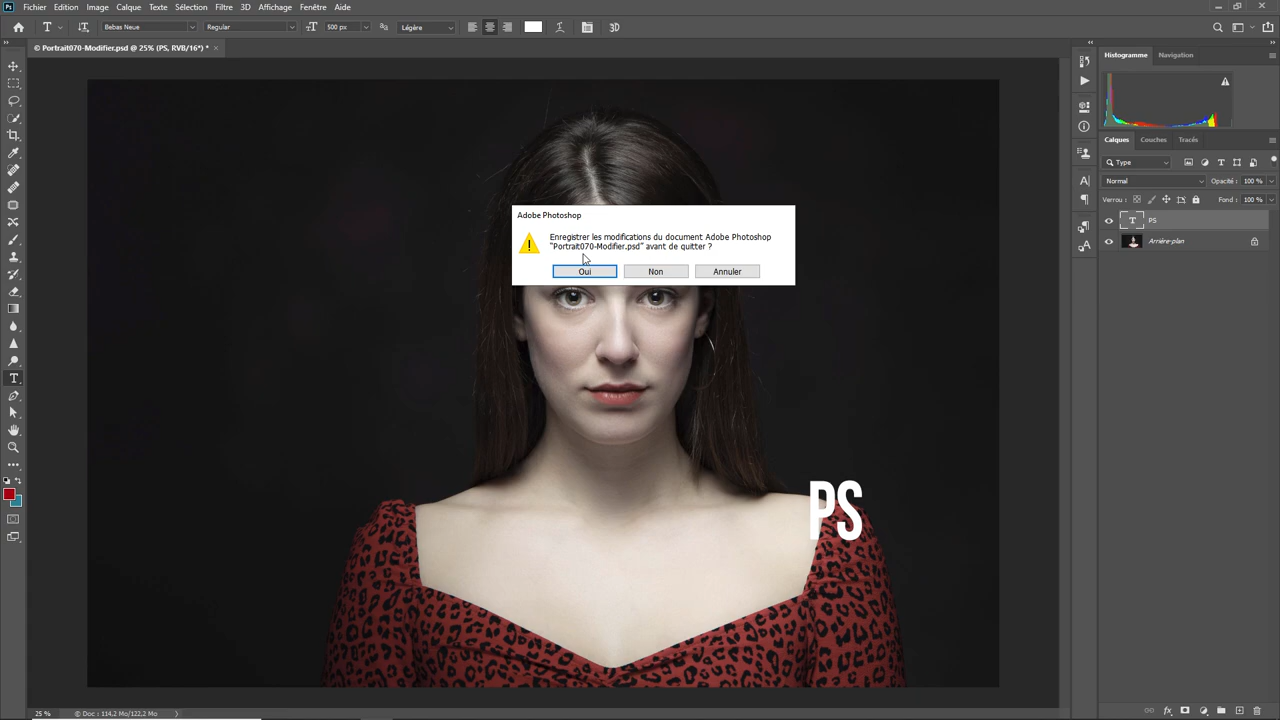 Ps Fichier Edition Image Calque Texte Sélection Filtre 3D Affichage Fenêtre Aide
T Bebas Neue Regular 500 px aa Légère 3D
© Portrait070-Modifier.psd @ 25% (PS, RVB/16*) * ×
Histogramme Navigation
Adobe Photoshop
Enregistrer les modifications du document Adobe Photoshop
"Portrait070-Modifier.psd" avant de quitter ?
Oui Non Annuler
Calques Couches Tracés
Type
Normal Opacité : 100 %
Verrou : Fond : 100 %
T PS
Arrière-plan
PS
25 % © Doc : 114,2 Mo/122,2 Mo